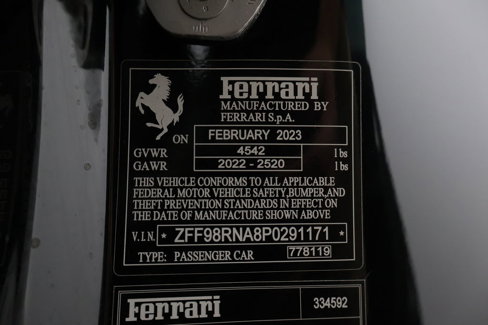 Ferrari
MANUFACTURED BY
FERRARI S.p.A.
ON FEBRUARY 2023
GVWR 4542 lbs
GAWR 2022 - 2520 lbs
THIS VEHICLE CONFORMS TO ALL APPLICABLE
FEDERAL MOTOR VEHICLE SAFETY,BUMPER,AND
THEFT PREVENTION STANDARDS IN EFFECT ON
THE DATE OF MANUFACTURE SHOWN ABOVE
V.I.N. * ZFF98RNA8P0291171 *
TYPE: PASSENGER CAR 778119
Ferrari 334592